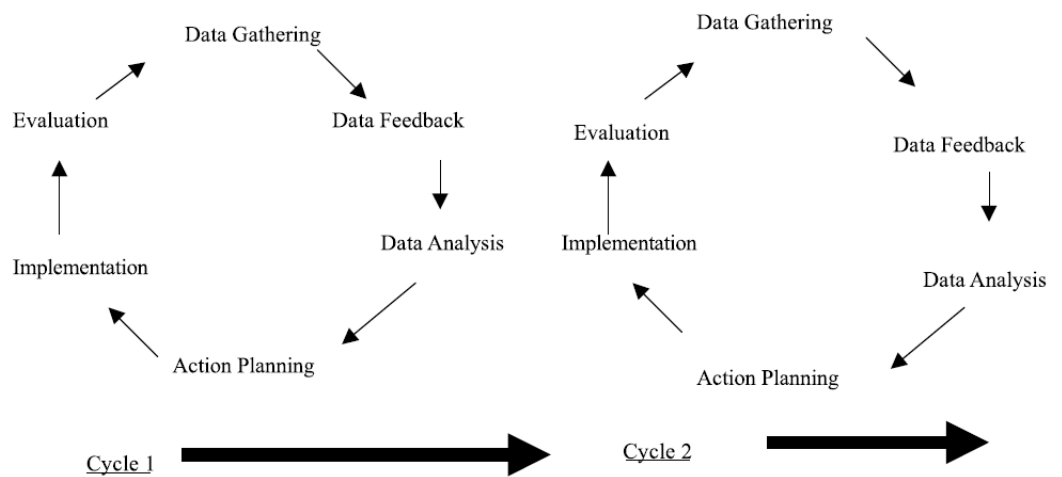 Data Gathering
Data Feedback
Data Analysis
Action Planning
Implementation
Evaluation
Cycle 1
Data Gathering
Data Feedback
Data Analysis
Action Planning
Implementation
Evaluation
Cycle 2